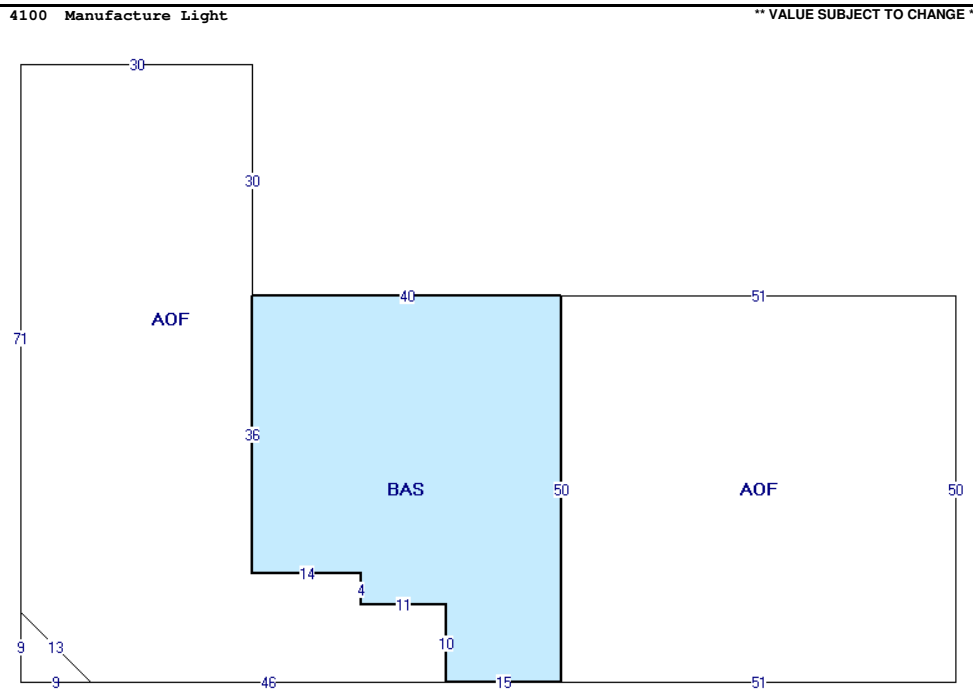 4100 Manufacture Light ** VALUE SUBJECT TO CHANGE *
30
30
40 51
AOF
71
36
BAS 50 AOF 50
14
4
11
10
9 13
9 46 15 51